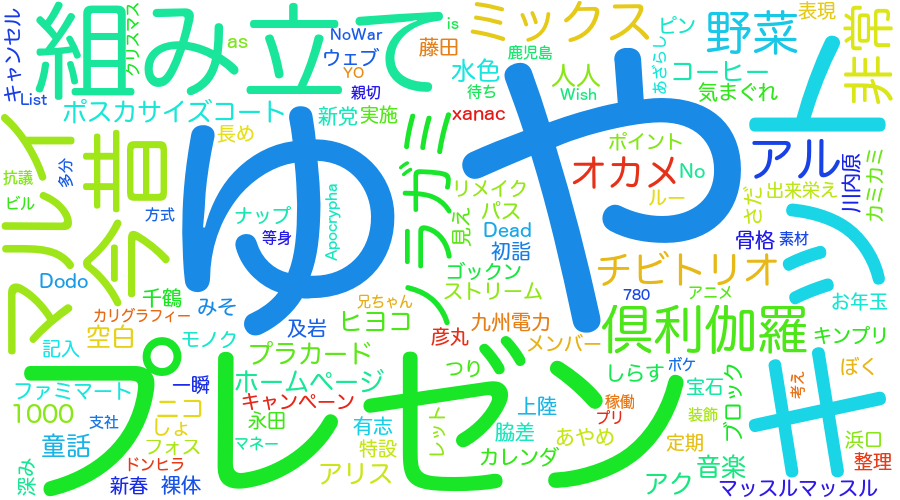 キャンセル
List
クリスマス
組み立て
as
is
NoWar
ウェブ
YO
親切
藤田
ミックス
鹿児島
水色
待ち
Wish
人人
あざらし
ピン
野菜
コーヒー
気まぐれ
表現
非常
ポスカサイズコート
新党
実施
xanac
長め
マルイ
今昔
ノラガミ
ゆや
ポイント
オカメ
No
アル
キット
川内原
カミカミ
抗議
ビル
多分
方式
ナップ
等身
Apocrypha
リメイク
パス
見え
Dead
初詣
ルー
さだ
出来栄え
骨格
素材
Dodo
千鶴
みそ
カリグラフィー
空白
記入
モノク
及岩
兄ちゃん
ヒヨコ
ゴックン
ストリーム
彦丸
九州電力
チビトリオ
780
アニメ
メンバー
倶利伽羅
お年玉
キンプリ
プレゼン
プラカード
ホームページ
つり
しらす
ボケ
宝石
ブロック
考え
ぼく
ファミマート
一瞬
キャンペーン
1000
ニコ
しょ
永田
有志
レット
上陸
稼働
プリ
装飾
支社
童話
フォス
マネー
特設
脇差
あやめ
定期
浜口
深み
ドンヒラ
アリス
カレンダ
音楽
整理
新春
裸体
アク
マッスルマッスル